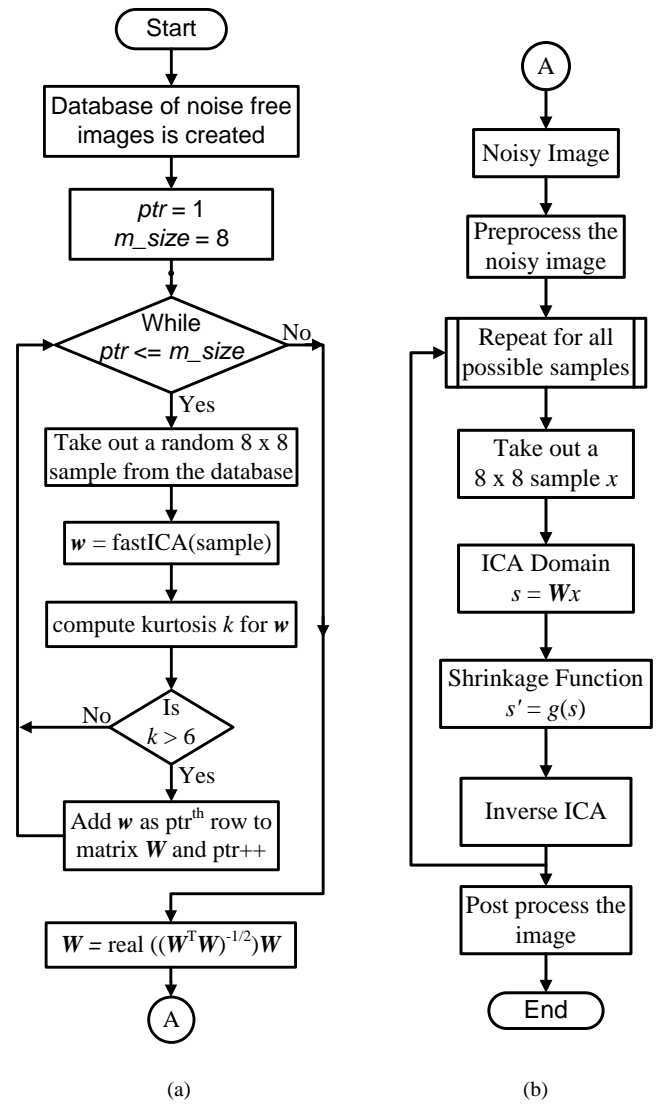 Start
Database of noise free
images is created
ptr = 1
m_size = 8
While
ptr <= m_size
No
Yes
Take out a random 8 x 8
sample from the database
w = fastICA(sample)
compute kurtosis k for w
Is
k > 6
No
Yes
Add w as ptrth row to
matrix W and ptr++
W = real ((WTW)-1/2)W
A
(a)
A
Noisy Image
Preprocess the
noisy image
Repeat for all
possible samples
Take out a
8 x 8 sample x
ICA Domain
s = Wx
Shrinkage Function
s' = g(s)
Inverse ICA
Post process the
image
End
(b)